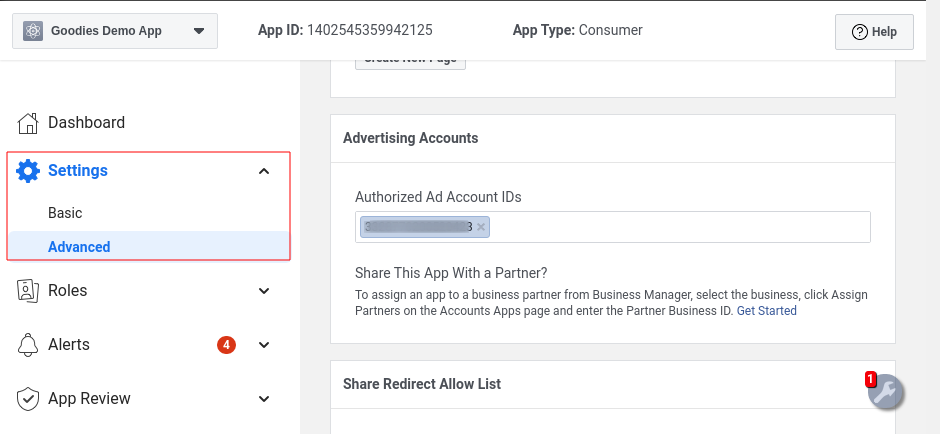 Goodies Demo App
App ID: 1402545359942125
App Type: Consumer
Help
Create New Page
Dashboard
Settings
Basic
Advanced
Roles
Alerts
4
App Review
Advertising Accounts
Authorized Ad Account IDs
Share This App With a Partner?
To assign an app to a business partner from Business Manager, select the business, click Assign
Partners on the Accounts Apps page and enter the Partner Business ID. Get Started
Share Redirect Allow List
1